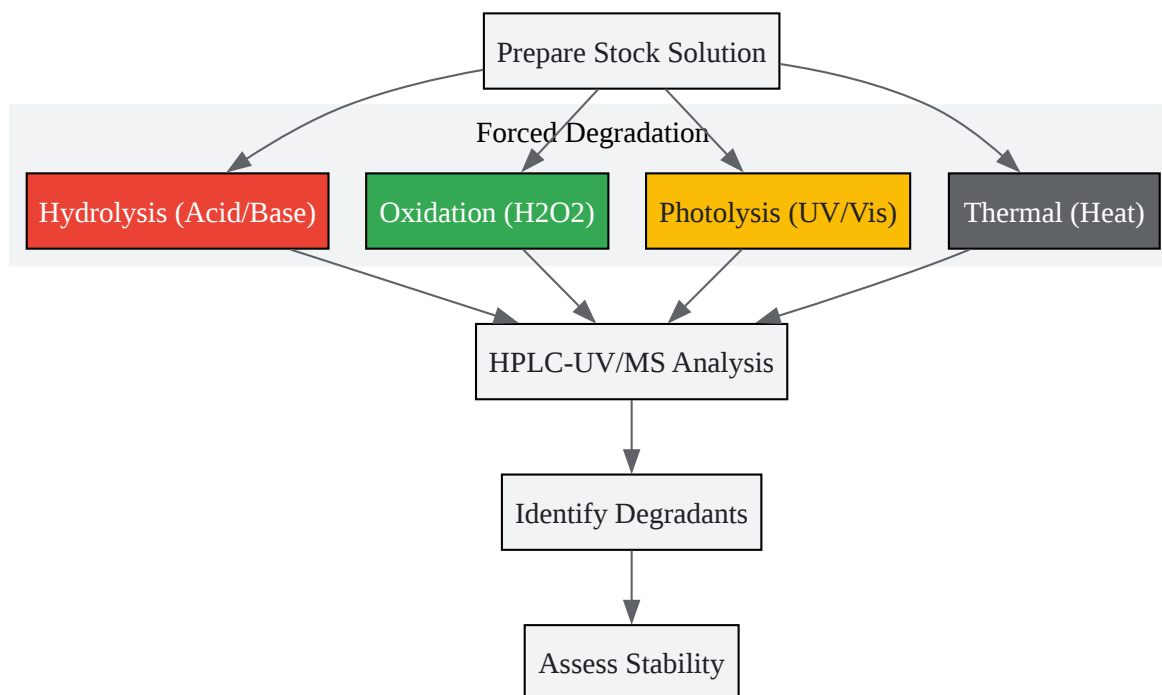 Prepare Stock Solution
Forced Degradation
Hydrolysis (Acid/Base)
Oxidation (H2O2)
Photolysis (UV/Vis)
Thermal (Heat)
HPLC-UV/MS Analysis
Identify Degradants
Assess Stability